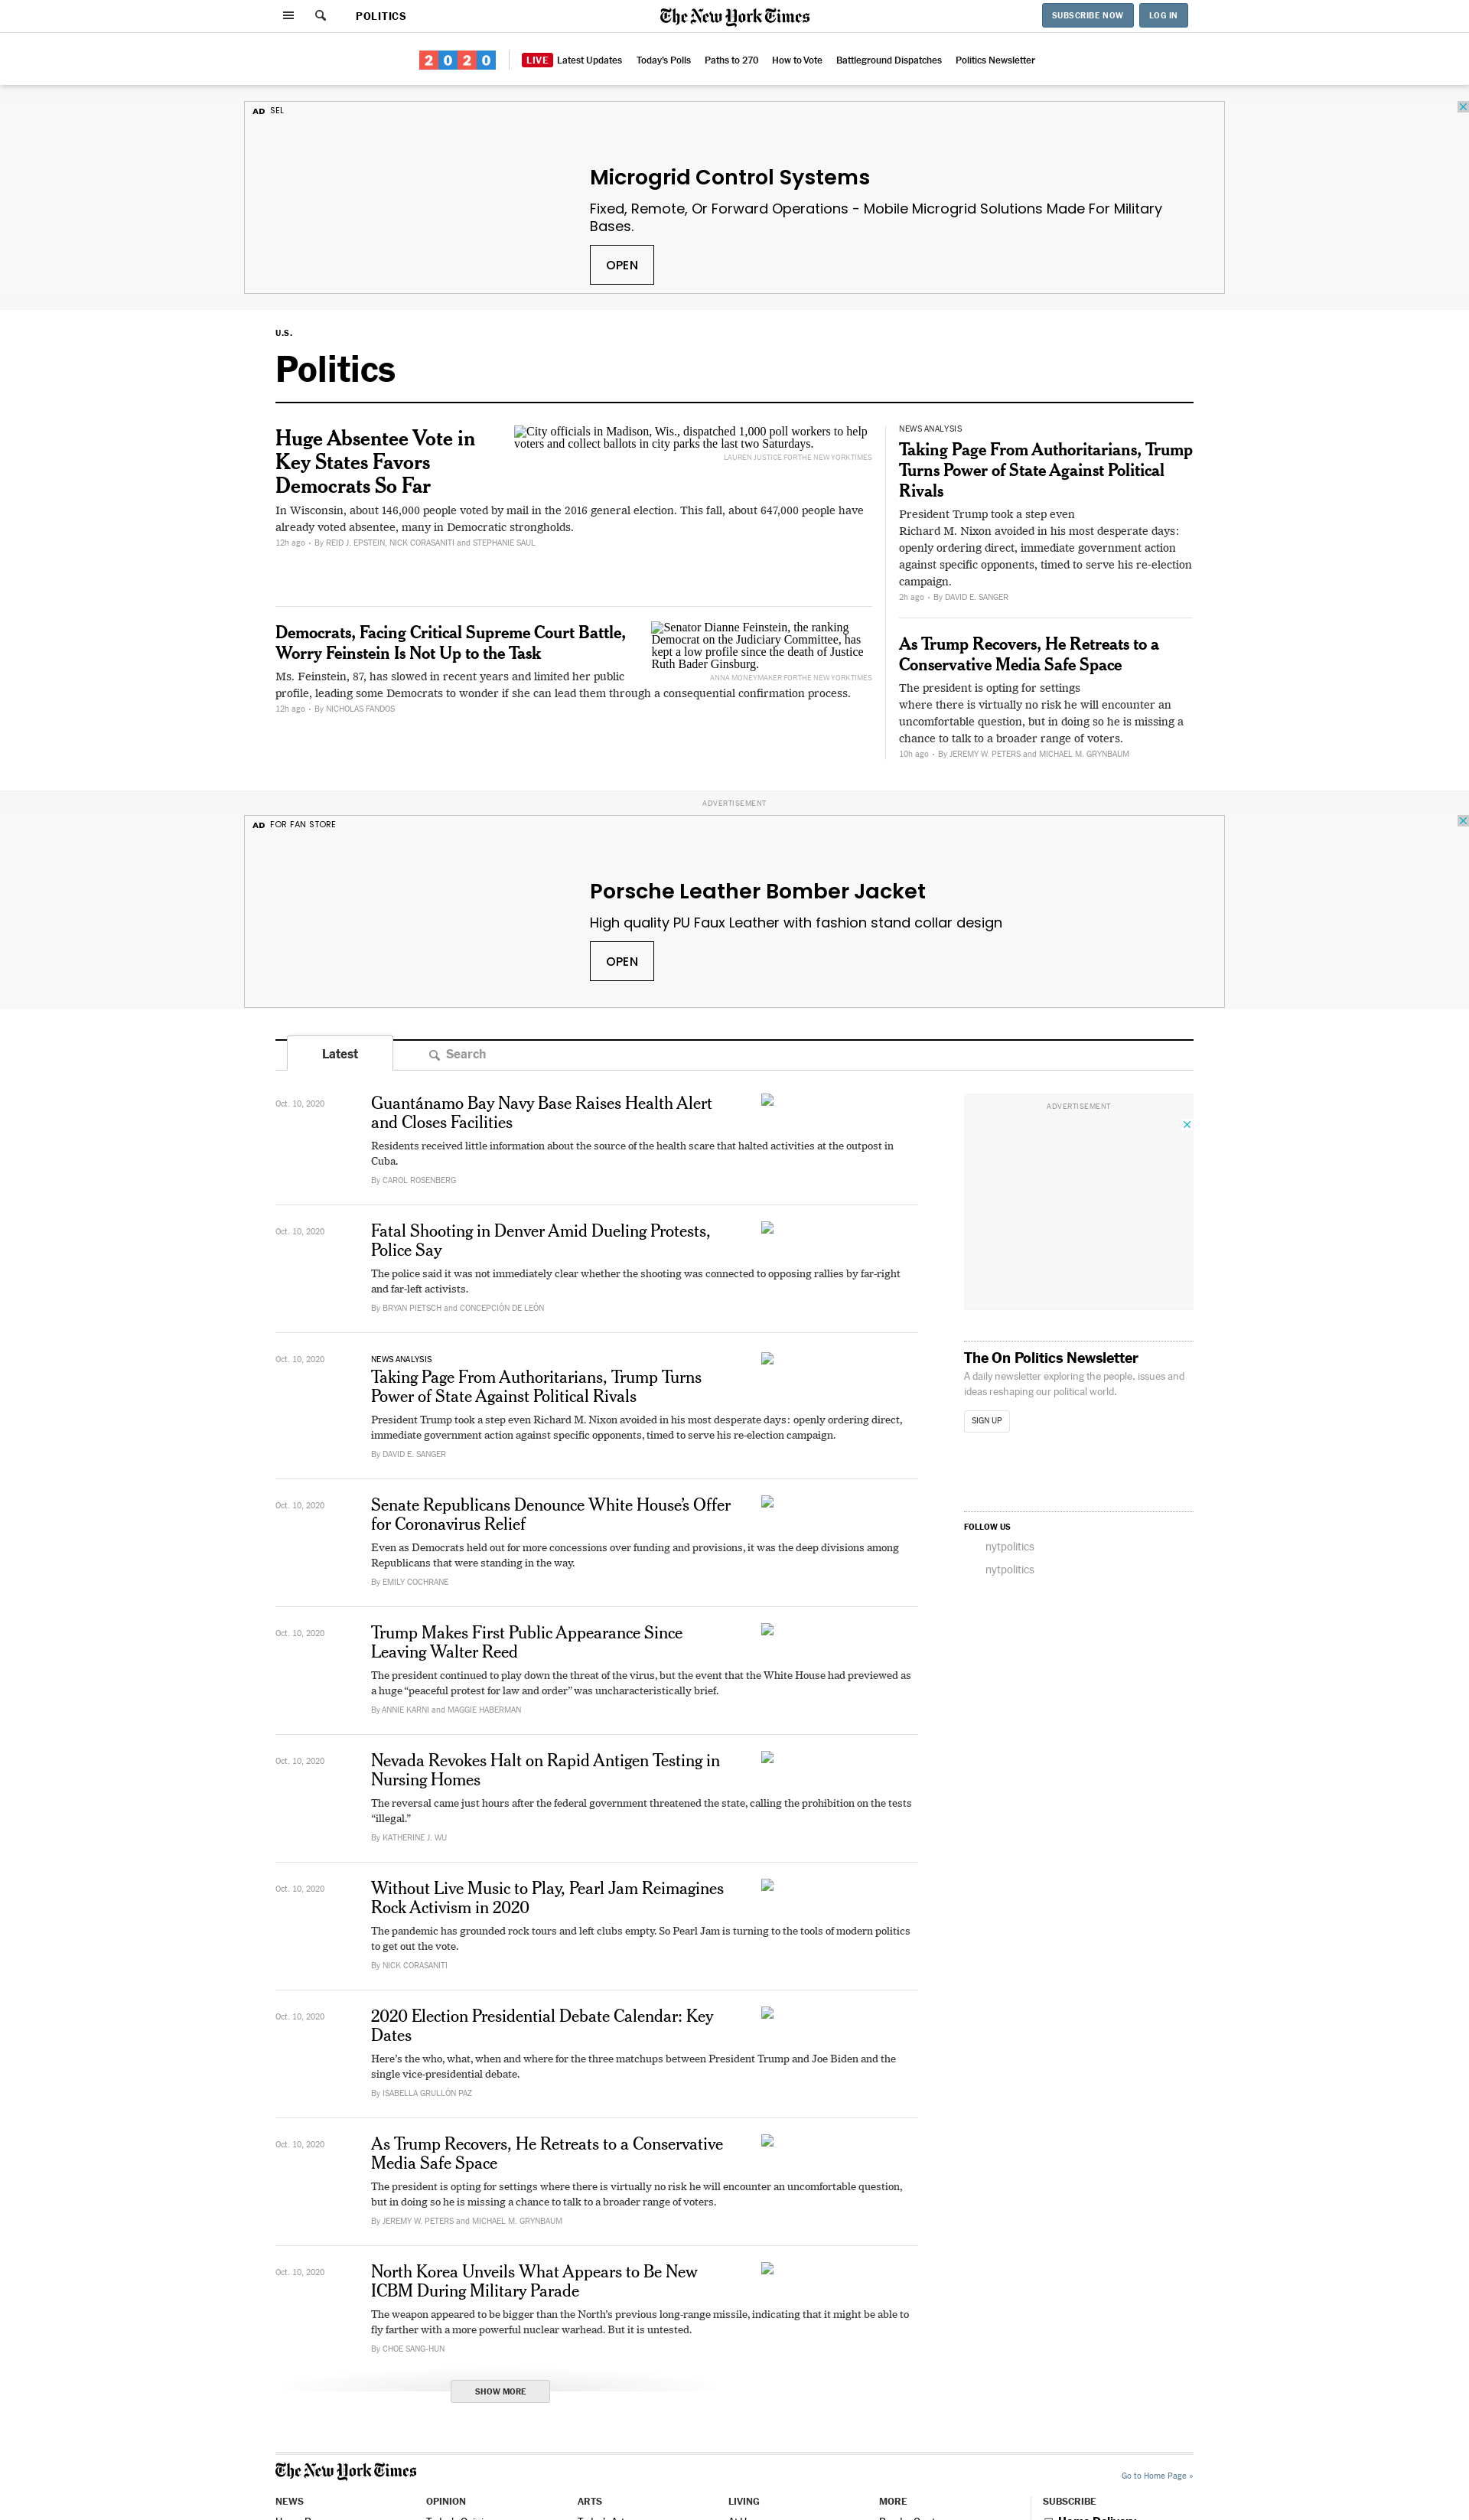 POLITICS
The New York Times
SUBSCRIBE NOW
LOG IN
2020
LIVE Latest Updates
Today's Polls
Paths to 270
How to Vote
Battleground Dispatches
Politics Newsletter
AD SEL
Microgrid Control Systems
Fixed, Remote, Or Forward Operations - Mobile Microgrid Solutions Made For Military
Bases.
OPEN
U.S.
Politics
Huge Absentee Vote in
Key States Favors
Democrats So Far
City officials in Madison, Wis., dispatched 1,000 poll workers to help
voters and collect ballots in city parks the last two Saturdays.
LAUREN JUSTICE FOR THE NEW YORK TIMES
In Wisconsin, about 146,000 people voted by mail in the 2016 general election. This fall, about 647,000 people have
already voted absentee, many in Democratic strongholds.
12h ago • By REID J. EPSTEIN, NICK CORASANITI and STEPHANIE SAUL
Democrats, Facing Critical Supreme Court Battle,
Worry Feinstein Is Not Up to the Task
Senator Dianne Feinstein, the ranking
Democrat on the Judiciary Committee, has
kept a low profile since the death of Justice
Ruth Bader Ginsburg.
ANNA MONEYMAKER FOR THE NEW YORK TIMES
Ms. Feinstein, 87, has slowed in recent years and limited her public
profile, leading some Democrats to wonder if she can lead them through a consequential confirmation process.
12h ago • By NICHOLAS FANDOS
NEWS ANALYSIS
Taking Page From Authoritarians, Trump
Turns Power of State Against Political
Rivals
President Trump took a step even
Richard M. Nixon avoided in his most desperate days:
openly ordering direct, immediate government action
against specific opponents, timed to serve his re-election
campaign.
2h ago • By DAVID E. SANGER
As Trump Recovers, He Retreats to a
Conservative Media Safe Space
The president is opting for settings
where there is virtually no risk he will encounter an
uncomfortable question, but in doing so he is missing a
chance to talk to a broader range of voters.
10h ago • By JEREMY W. PETERS and MICHAEL M. GRYNBAUM
ADVERTISEMENT
AD FOR FAN STORE
Porsche Leather Bomber Jacket
High quality PU Faux Leather with fashion stand collar design
OPEN
Latest
Search
Oct. 10, 2020
Guantánamo Bay Navy Base Raises Health Alert
and Closes Facilities
Residents received little information about the source of the health scare that halted activities at the outpost in
Cuba.
By CAROL ROSENBERG
Oct. 10, 2020
Fatal Shooting in Denver Amid Dueling Protests,
Police Say
The police said it was not immediately clear whether the shooting was connected to opposing rallies by far-right
and far-left activists.
By BRYAN PIETSCH and CONCEPCIÓN DE LEÓN
Oct. 10, 2020
NEWS ANALYSIS
Taking Page From Authoritarians, Trump Turns
Power of State Against Political Rivals
President Trump took a step even Richard M. Nixon avoided in his most desperate days: openly ordering direct,
immediate government action against specific opponents, timed to serve his re-election campaign.
By DAVID E. SANGER
Oct. 10, 2020
Senate Republicans Denounce White House’s Offer
for Coronavirus Relief
Even as Democrats held out for more concessions over funding and provisions, it was the deep divisions among
Republicans that were standing in the way.
By EMILY COCHRANE
Oct. 10, 2020
Trump Makes First Public Appearance Since
Leaving Walter Reed
The president continued to play down the threat of the virus, but the event that the White House had previewed as
a huge “peaceful protest for law and order” was uncharacteristically brief.
By ANNIE KARNI and MAGGIE HABERMAN
Oct. 10, 2020
Nevada Revokes Halt on Rapid Antigen Testing in
Nursing Homes
The reversal came just hours after the federal government threatened the state, calling the prohibition on the tests
“illegal.”
By KATHERINE J. WU
Oct. 10, 2020
Without Live Music to Play, Pearl Jam Reimagines
Rock Activism in 2020
The pandemic has grounded rock tours and left clubs empty. So Pearl Jam is turning to the tools of modern politics
to get out the vote.
By NICK CORASANITI
Oct. 10, 2020
2020 Election Presidential Debate Calendar: Key
Dates
Here’s the who, what, when and where for the three matchups between President Trump and Joe Biden and the
single vice-presidential debate.
By ISABELLA GRULLÓN PAZ
Oct. 10, 2020
As Trump Recovers, He Retreats to a Conservative
Media Safe Space
The president is opting for settings where there is virtually no risk he will encounter an uncomfortable question,
but in doing so he is missing a chance to talk to a broader range of voters.
By JEREMY W. PETERS and MICHAEL M. GRYNBAUM
Oct. 10, 2020
North Korea Unveils What Appears to Be New
ICBM During Military Parade
The weapon appeared to be bigger than the North’s previous long-range missile, indicating that it might be able to
fly farther with a more powerful nuclear warhead. But it is untested.
By CHOE SANG-HUN
SHOW MORE
ADVERTISEMENT
The On Politics Newsletter
A daily newsletter exploring the people, issues and
ideas reshaping our political world.
SIGN UP
FOLLOW US
nytpolitics
nytpolitics
The New York Times
Go to Home Page »
NEWS
OPINION
ARTS
LIVING
MORE
SUBSCRIBE